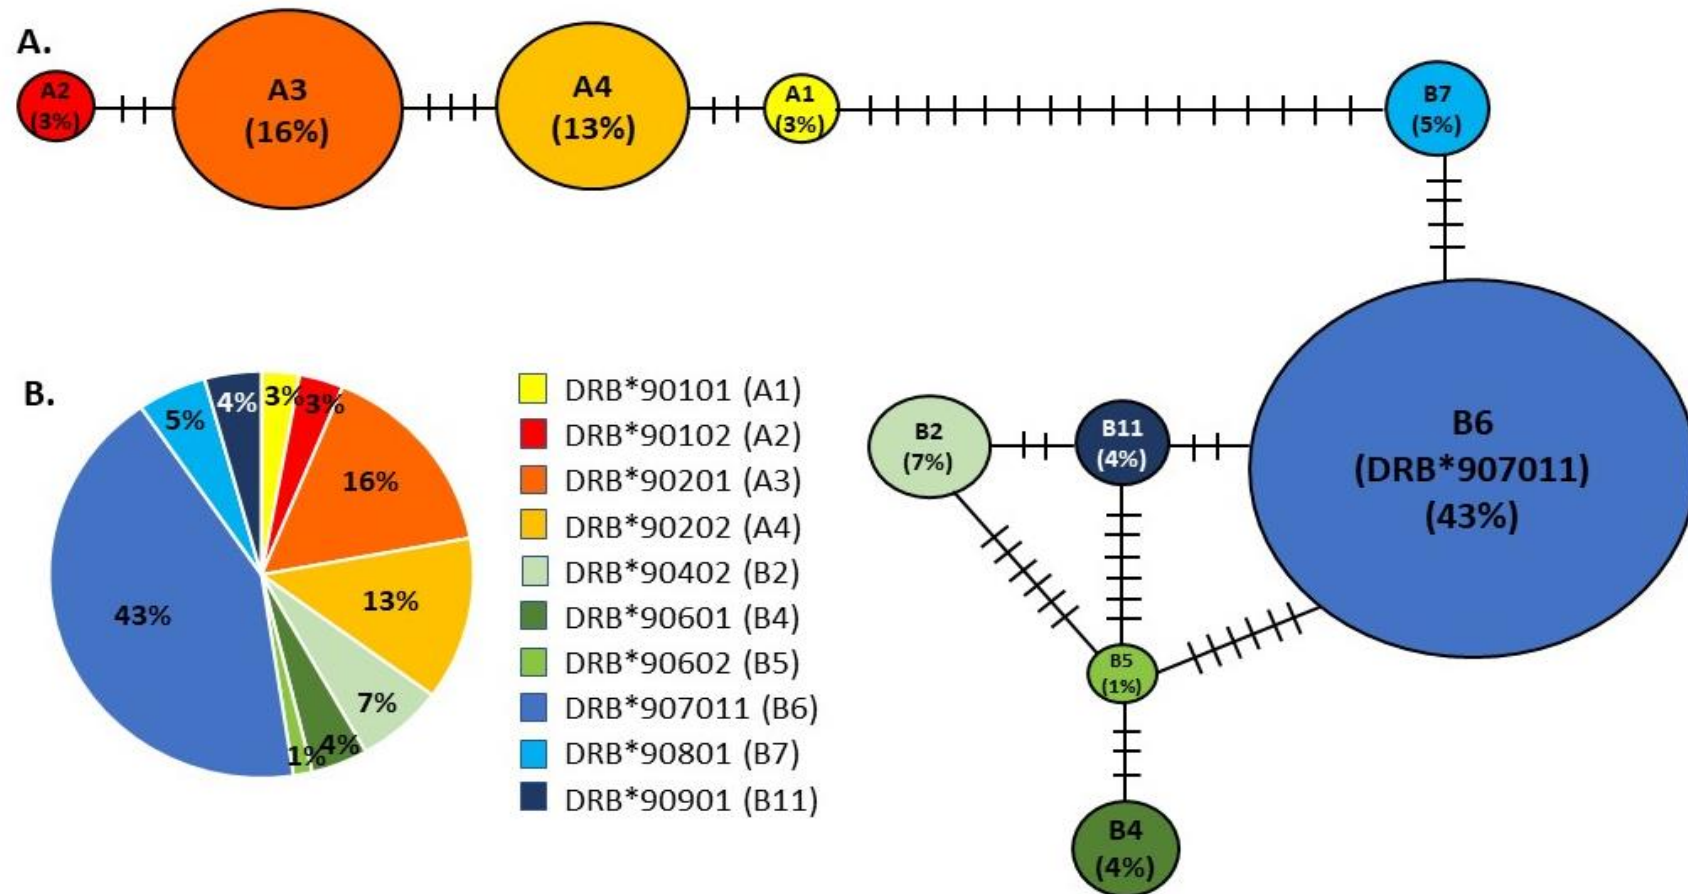 A.
A2
(3%)
A3
(16%)
A4
(13%)
A1
(3%)
B7
(5%)
B6
(DRB*907011)
(43%)
B2
(7%)
B11
(4%)
B5
(1%)
B4
(4%)
B.
3%
3%
16%
13%
7%
4%
1%
43%
5%
4%
DRB*90101 (A1)
DRB*90102 (A2)
DRB*90201 (A3)
DRB*90202 (A4)
DRB*90402 (B2)
DRB*90601 (B4)
DRB*90602 (B5)
DRB*907011 (B6)
DRB*90801 (B7)
DRB*90901 (B11)